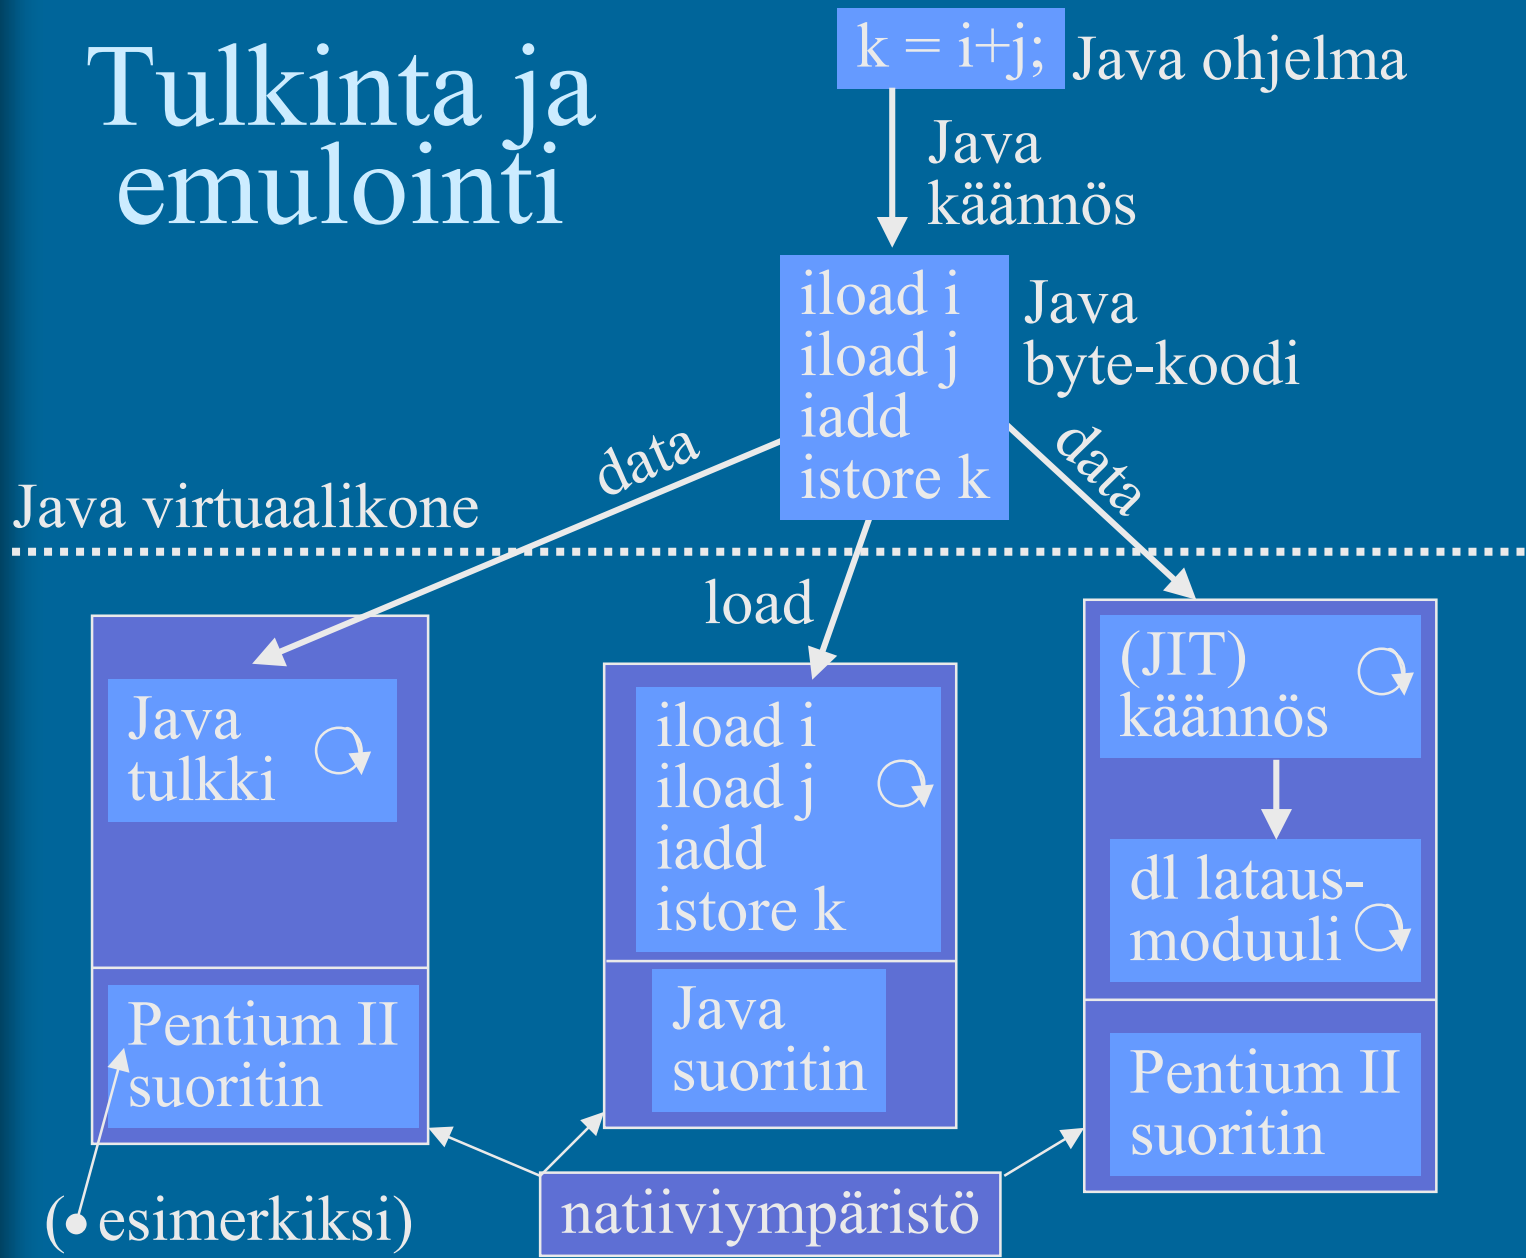 Tulkinta ja
emulointi
k = i+j;
Java ohjelma
Java
käännös
iload i
iload j
iadd
istore k
Java
byte-koodi
data
data
Java virtuaalikone
load
Java
tulkki
Pentium II
suoritin
iload i
iload j
iadd
istore k
Java
suoritin
(JIT)
käännös
dl lataus-
moduuli
Pentium II
suoritin
(• esimerkiksi)
natiiviympäristö